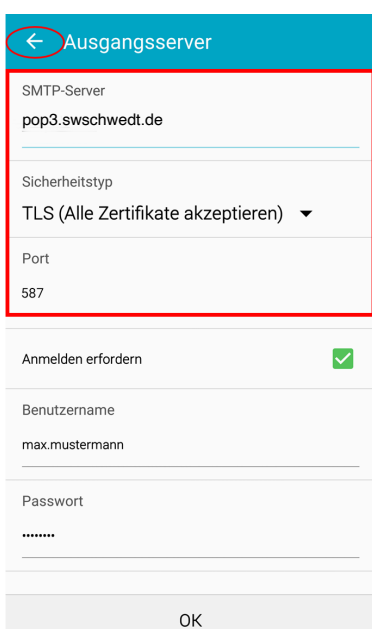 Ausgangsserver
SMTP-Server
pop3.swschwedt.de
Sicherheitstyp
TLS (Alle Zertifikate akzeptieren)
Port
587
Anmelden erfordern
Benutzername
max.mustermann
Passwort
········
OK